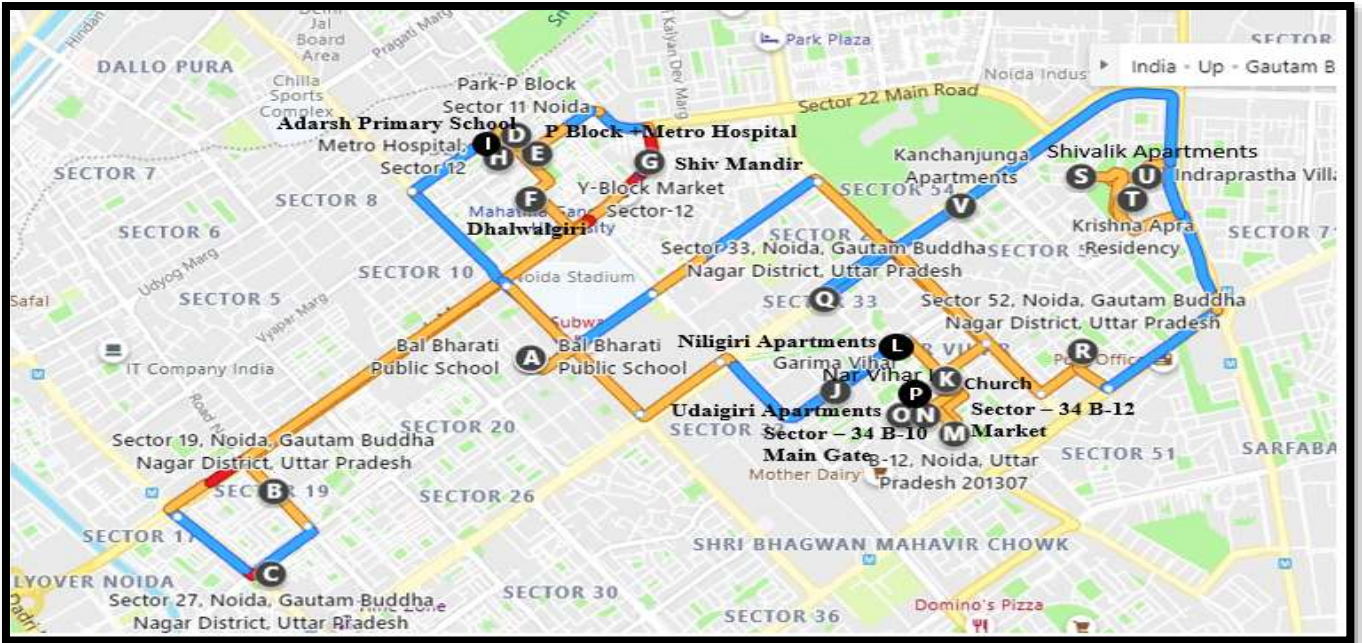 Jal
Board
Area
Hindan
Pragati Marg
Kalyan Dev Marg
Park Plaza
SECTOR
India - Up - Gautam B
DALLO PURA
Chilla
Sports
Complex
Park-P Block
Sector 11 Noida
Noida Indus
Sector 22 Main Road
Adarsh Primary School
I
D
P Block +Metro Hospital
Metro Hospital,
Sector 12
H
E
G
Shiv Mandir
Kanchanjunga
Apartments
Shivalik Apartments
S
U
Indraprastha Villa
T
SECTOR 7
SECTOR 8
F
Y-Block Market
Sector-12
SECTOR 54
V
Dhalwalgiri
Krishna Apra
Residency
SECTOR 6
SECTOR 7
Udyog Marg
Sector 33, Noida, Gautam Buddha
Nagar District, Uttar Pradesh
SECTOR 10
Noida Stadium
Safal
SECTOR 5
Vyapar Marg
Q
SECTOR 33
Sector 52, Noida, Gautam Buddha
Nagar District, Uttar Pradesh
Subwa
Bal Bharati
Public School
A
Bal Bharati
Public School
Niligiri Apartments
L
R
Office
IT Company India
Garima Vihar
J
K
Church
P
Udaigiri Apartments
O
N
Sector – 34 B-12
Market
M
SECTOR 20
Sector – 34 B-10
Main Gate
SECTOR 51
SARFABA
Sector 19, Noida, Gautam Buddha
Nagar District, Uttar Pradesh
B-12, Noida, Uttar
Pradesh 201307
Mother Dairy
B
SECTOR 19
SECTOR 26
SECTOR 17
SHRI BHAGWAN MAHAVIR CHOWK
C
LYOVER NOIDA
Sector 27, Noida, Gautam Buddha
Nagar District, Uttar Pradesh
SECTOR 30
SECTOR 36
Domino's Pizza